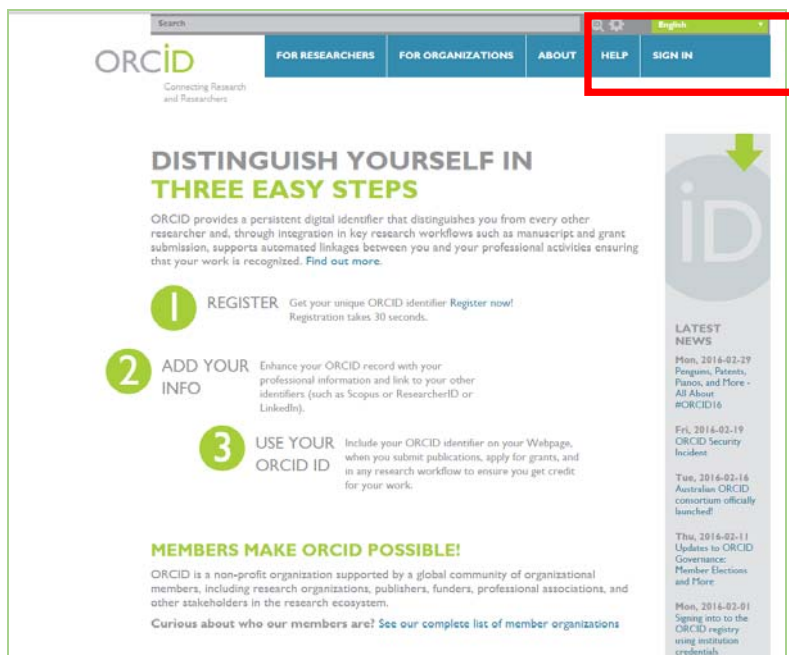 Search
English
ORCID
FOR RESEARCHERS
FOR ORGANIZATIONS
ABOUT
HELP
SIGN IN
Connecting Research
and Researchers
DISTINGUISH YOURSELF IN
THREE EASY STEPS
ORCID provides a persistent digital identifier that distinguishes you from every other
researcher and, through integration in key research workflows such as manuscript and grant
submission, supports automated linkages between you and your professional activities ensuring
that your work is recognized. Find out more.
1 REGISTER
Get your unique ORCID identifier Register now!
Registration takes 30 seconds.
2 ADD YOUR
INFO
Enhance your ORCID record with your
professional information and link to your other
identifiers (such as Scopus or ResearcherID or
LinkedIn).
3 USE YOUR
ORCID ID
Include your ORCID identifier on your Webpage,
when you submit publications, apply for grants, and
in any research workflow to ensure you get credit
for your work.
MEMBERS MAKE ORCID POSSIBLE!
ORCID is a non-profit organization supported by a global community of organizational
members, including research organizations, publishers, funders, professional associations, and
other stakeholders in the research ecosystem.
Curious about who our members are? See our complete list of member organizations
iD
LATEST
NEWS
Mon, 2016-02-29
Penguins, Patents,
Pianos, and More -
All About
#ORCID16
Fri, 2016-02-19
ORCID Security
Incident
Tue, 2016-02-16
Australian ORCID
consortium officially
launched!
Thu, 2016-02-11
Updates to ORCID
Governance:
Member Elections
and More
Mon, 2016-02-01
Signing into to the
ORCID registry
using institution
credentials